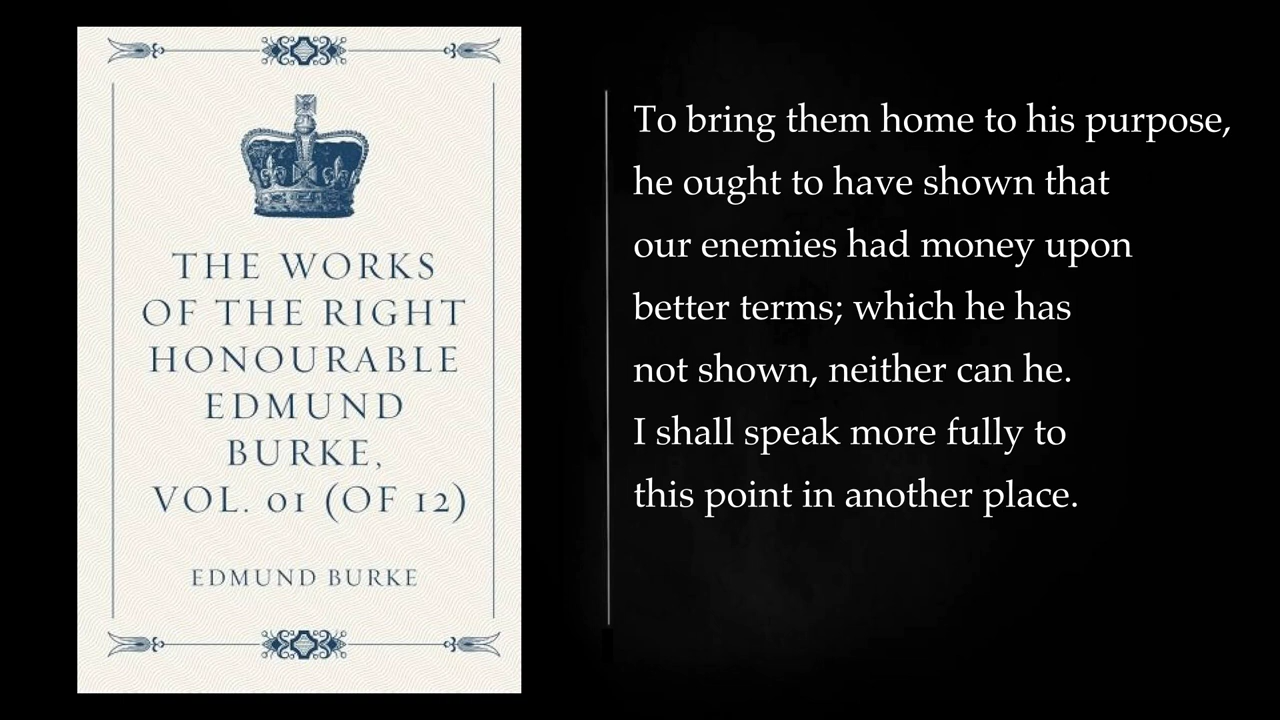 THE WORKS
OF THE RIGHT
HONOURABLE
EDMUND
BURKE,
VOL. 01 (OF 12)
EDMUND BURKE
To bring them home to his purpose,
he ought to have shown that
our enemies had money upon
better terms; which he has
not shown, neither can he.
I shall speak more fully to
this point in another place.